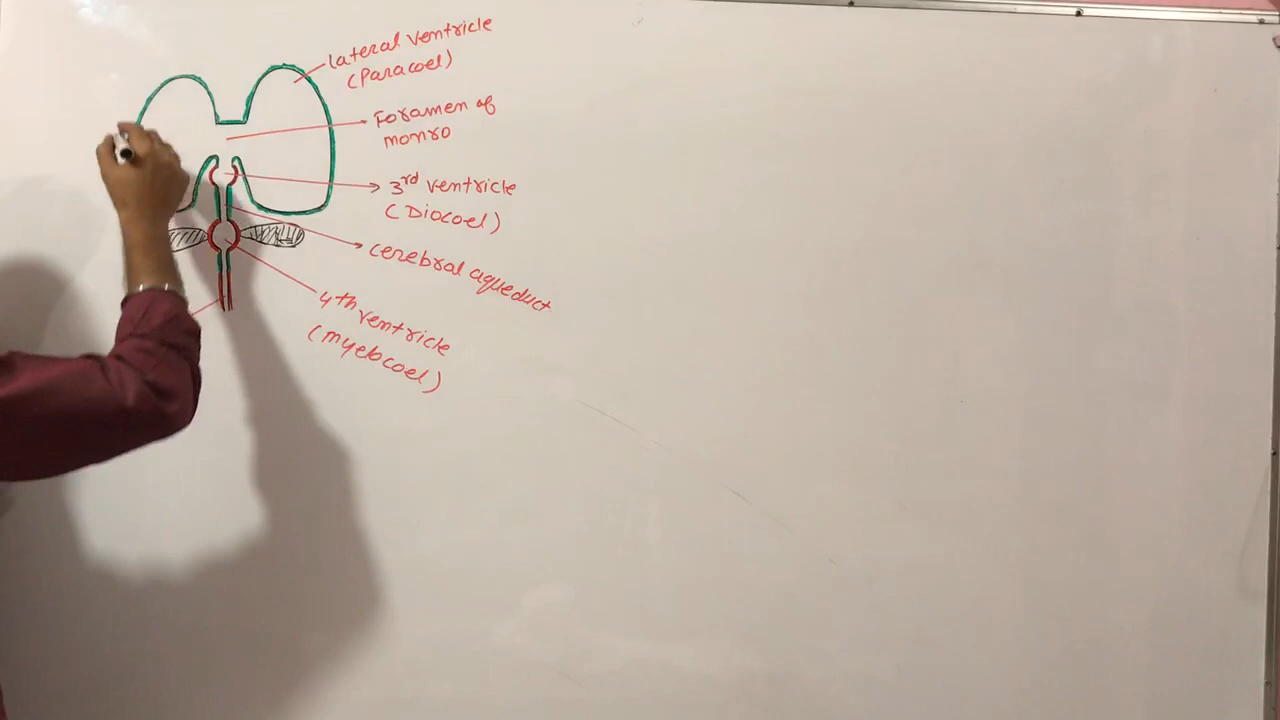 Lateral Ventricle
(Paracoel)
Foramen of
monro
3rd ventricle
(Diocoel)
cerebral aqueduct
4th ventricle
(myelocoel)